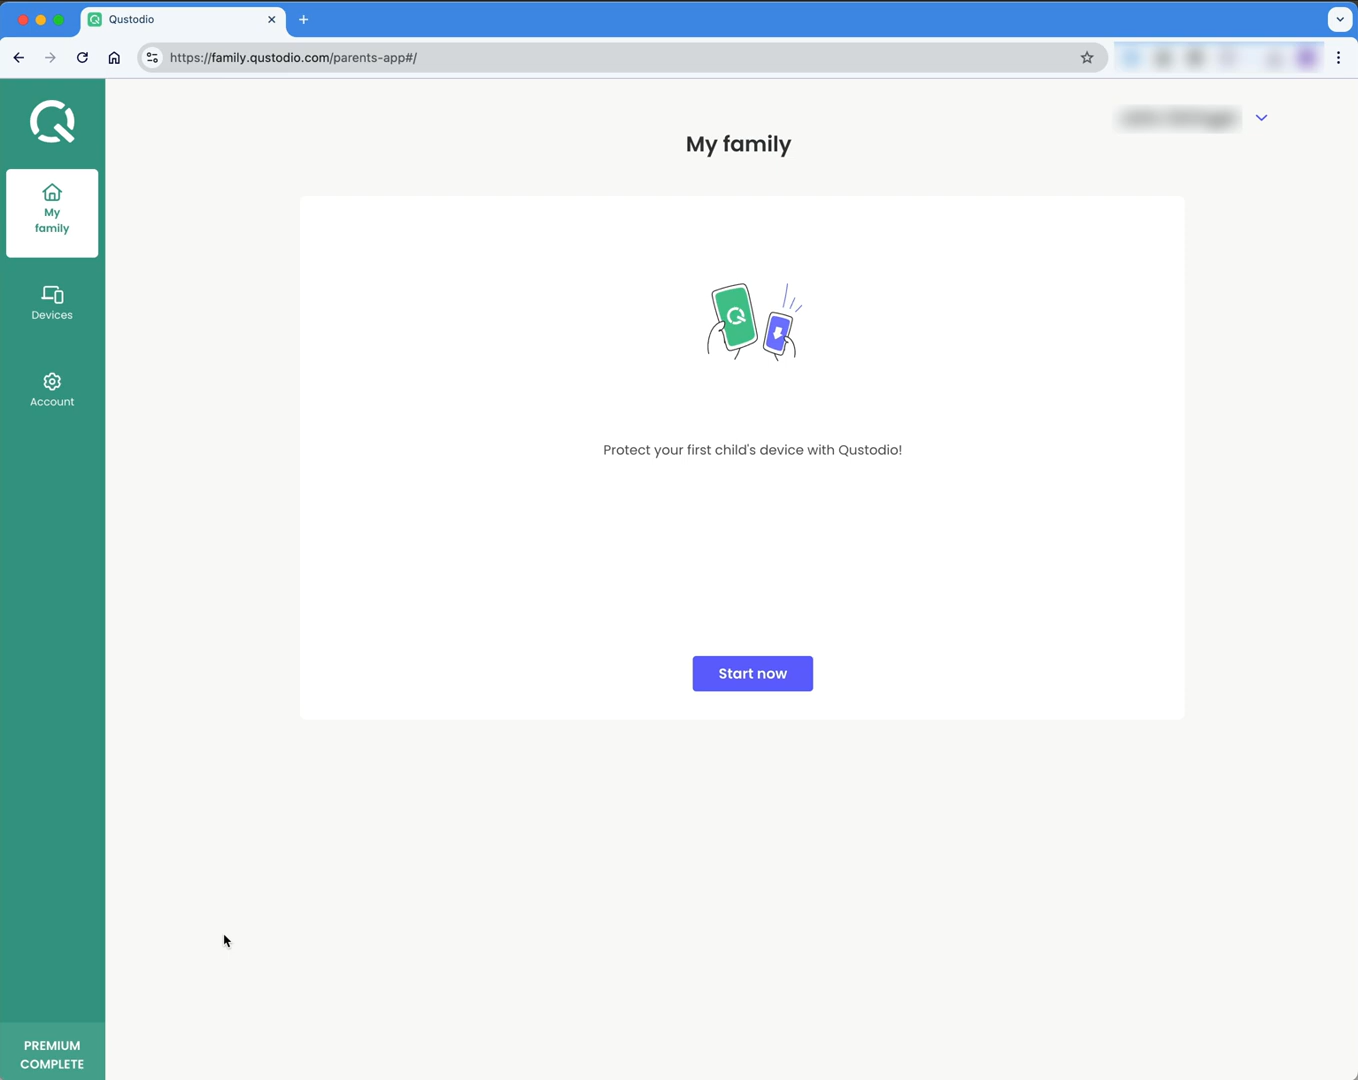 Qustodio
https://family.qustodio.com/parents-app#/
My family
My
family
Devices
Account
Protect your first child's device with Qustodio!
Start now
PREMIUM
COMPLETE